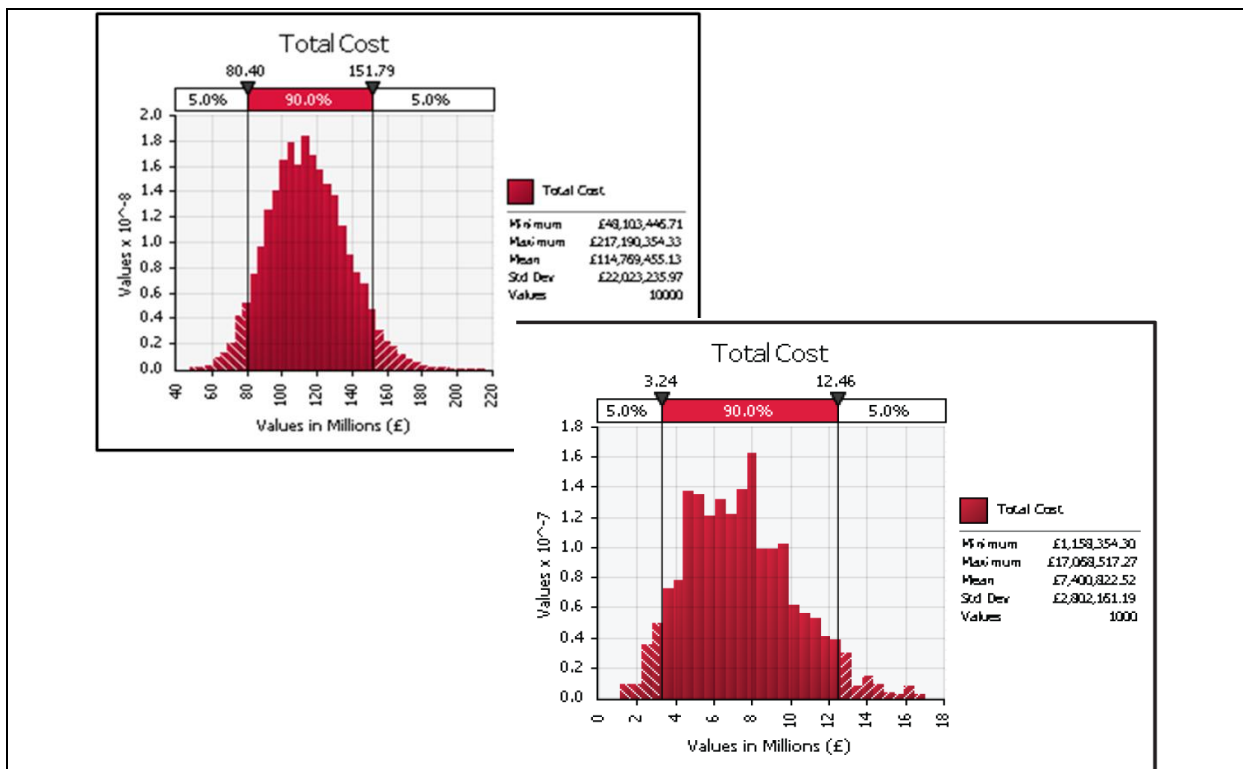 Total Cost
80.40 151.79
5.0% 90.0% 5.0%
2.0
1.8
1.6
1.4
1.2
1.0
0.8
0.6
0.4
0.2
0.0
Values x 10^-8
40 60 80 100 120 140 160 180 200 220
Values in Millions (£)
Total Cost
Minimum £48,103,446.71
Maximum £217,190,354.33
Mean £114,769,455.13
Std Dev £22,023,235.97
Values 10000
Total Cost
3.24 12.46
5.0% 90.0% 5.0%
1.8
1.6
1.4
1.2
1.0
0.8
0.6
0.4
0.2
0.0
Values x 10^-7
0 2 4 6 8 10 12 14 16 18
Values in Millions (£)
Total Cost
Minimum £1,158,354.30
Maximum £17,068,517.27
Mean £7,400,822.52
Std Dev £2,802,161.19
Values 1000